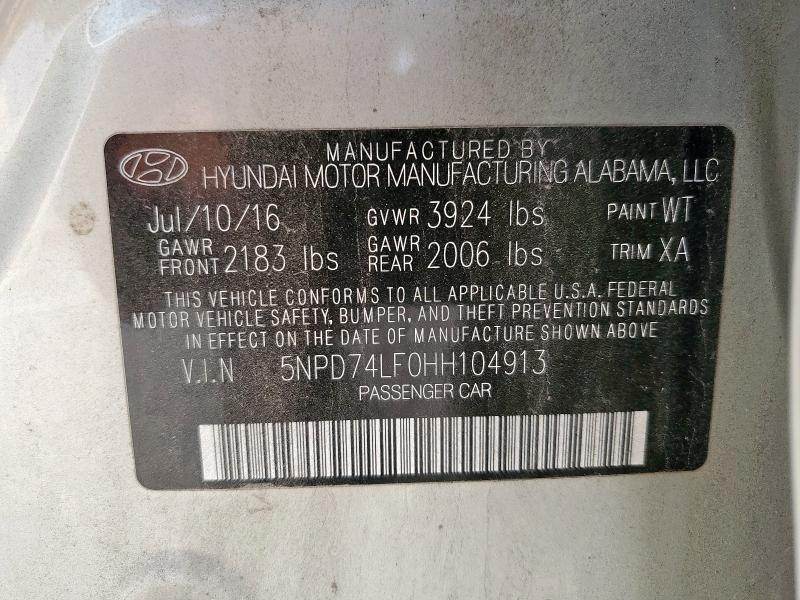 MANUFACTURED BY
HYUNDAI MOTOR MANUFACTURING ALABAMA, LLC
Jul/10/16 GVWR 3924 lbs PAINT WT
GAWR FRONT 2183 lbs GAWR REAR 2006 lbs TRIM XA
THIS VEHICLE CONFORMS TO ALL APPLICABLE U.S.A. FEDERAL
MOTOR VEHICLE SAFETY, BUMPER, AND THEFT PREVENTION STANDARDS
IN EFFECT ON THE DATE OF MANUFACTURE SHOWN ABOVE
V.I.N 5NPD74LF0HH104913
PASSENGER CAR